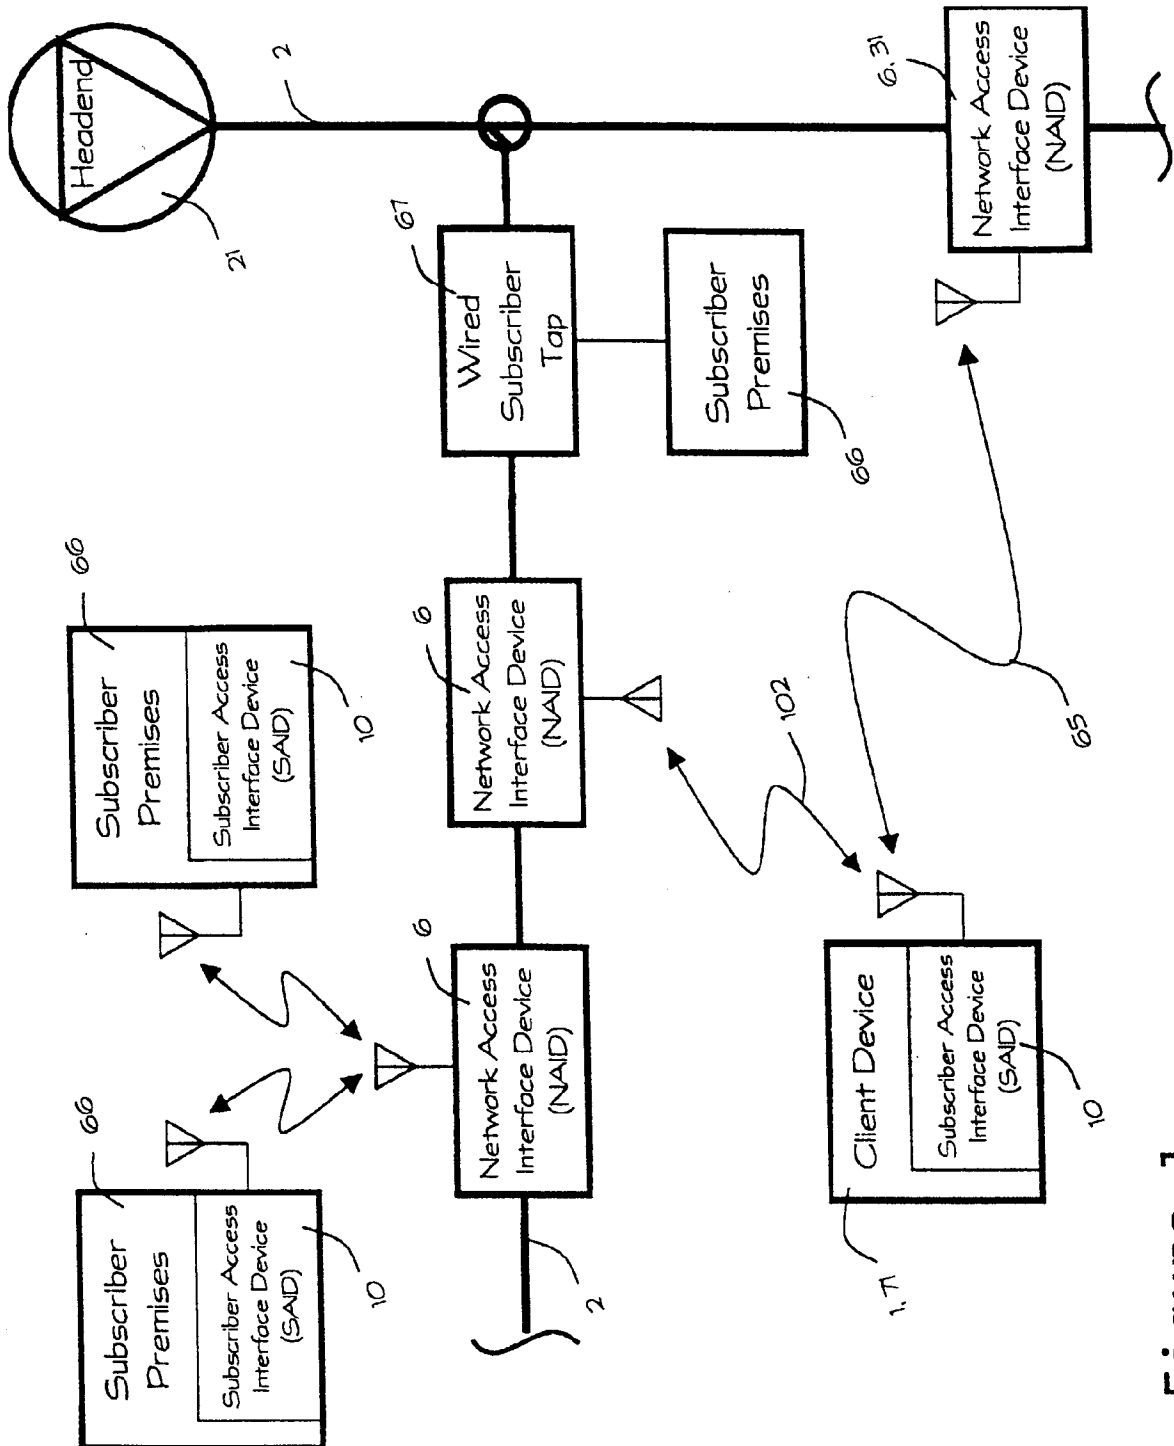 Subscriber
Premises
66
Subscriber Access
Interface Device
(SAID)
10
Subscriber
Premises
66
Subscriber Access
Interface Device
(SAID)
10
Headend
21
2
2
Network Access
Interface Device
(NAID)
6
Network Access
Interface Device
(NAID)
6
Wired
Subscriber
Tap
67
Subscriber
Premises
66
102
Client Device
1,71
Subscriber Access
Interface Device
(SAID)
10
65
Network Access
Interface Device
(NAID)
6,31
Figure 1